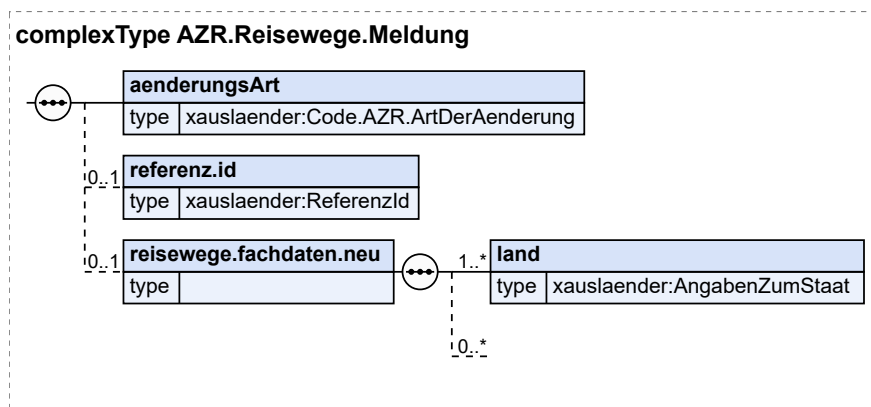 complexType AZR.Reisewege.Meldung
aenderungsArt
type xauslaender:Code.AZR.ArtDerAenderung
0..1 referenz.id
type xauslaender:ReferenzId
0..1 reisewege.fachdaten.neu 1..* land
type type xauslaender:AngabenZumStaat
0..*